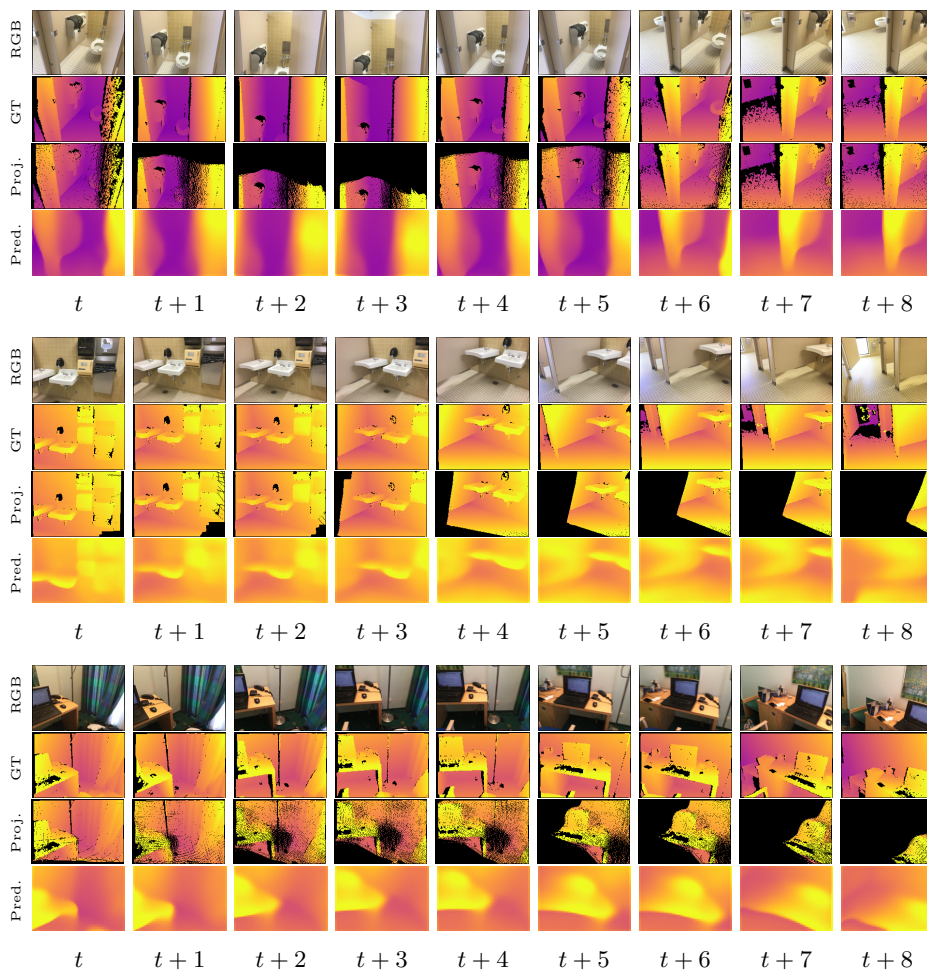 RGB
GT
Proj.
Pred.
t t + 1 t + 2 t + 3 t + 4 t + 5 t + 6 t + 7 t + 8
RGB
GT
Proj.
Pred.
t t + 1 t + 2 t + 3 t + 4 t + 5 t + 6 t + 7 t + 8
RGB
GT
Proj.
Pred.
t t + 1 t + 2 t + 3 t + 4 t + 5 t + 6 t + 7 t + 8